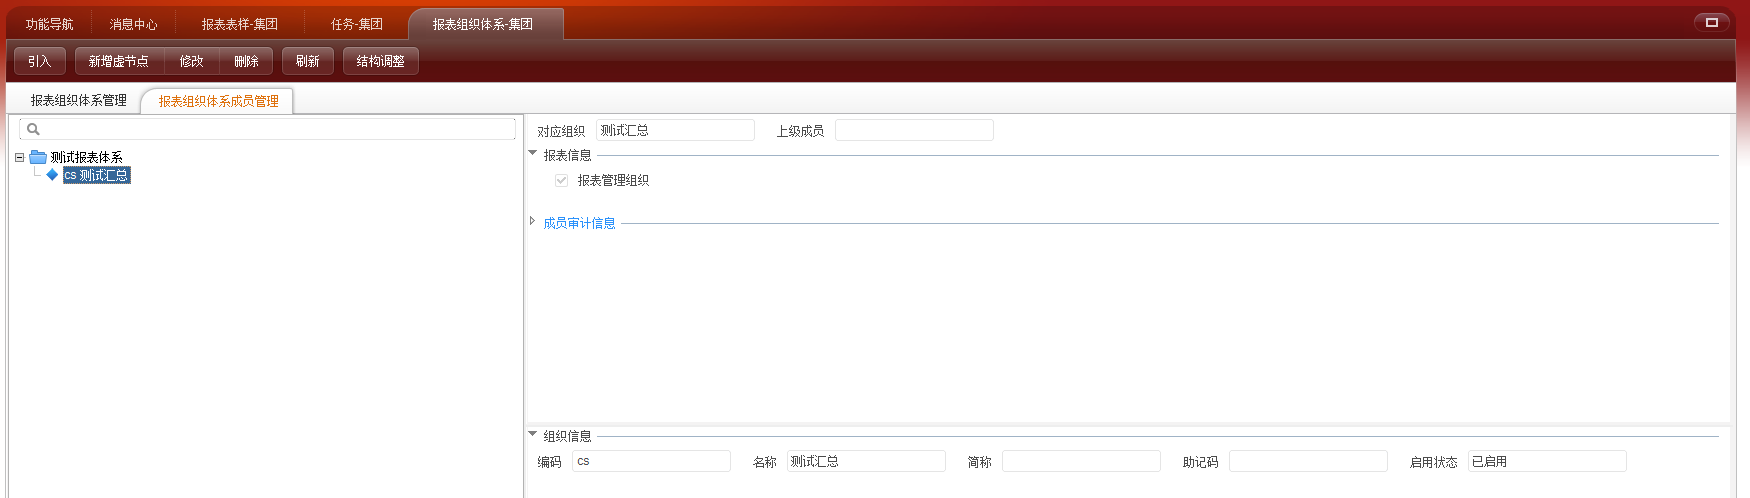 功能导航 消息中心 报表表样-集团 任务-集团 报表组织体系-集团
引入 新增虚节点 修改 删除 刷新 结构调整
报表组织体系管理 报表组织体系成员管理
对应组织 测试汇总 上级成员
报表信息
测试报表体系
cs 测试汇总
报表管理组织
成员审计信息
组织信息
编码 cs 名称 测试汇总 简称 助记码 启用状态 已启用